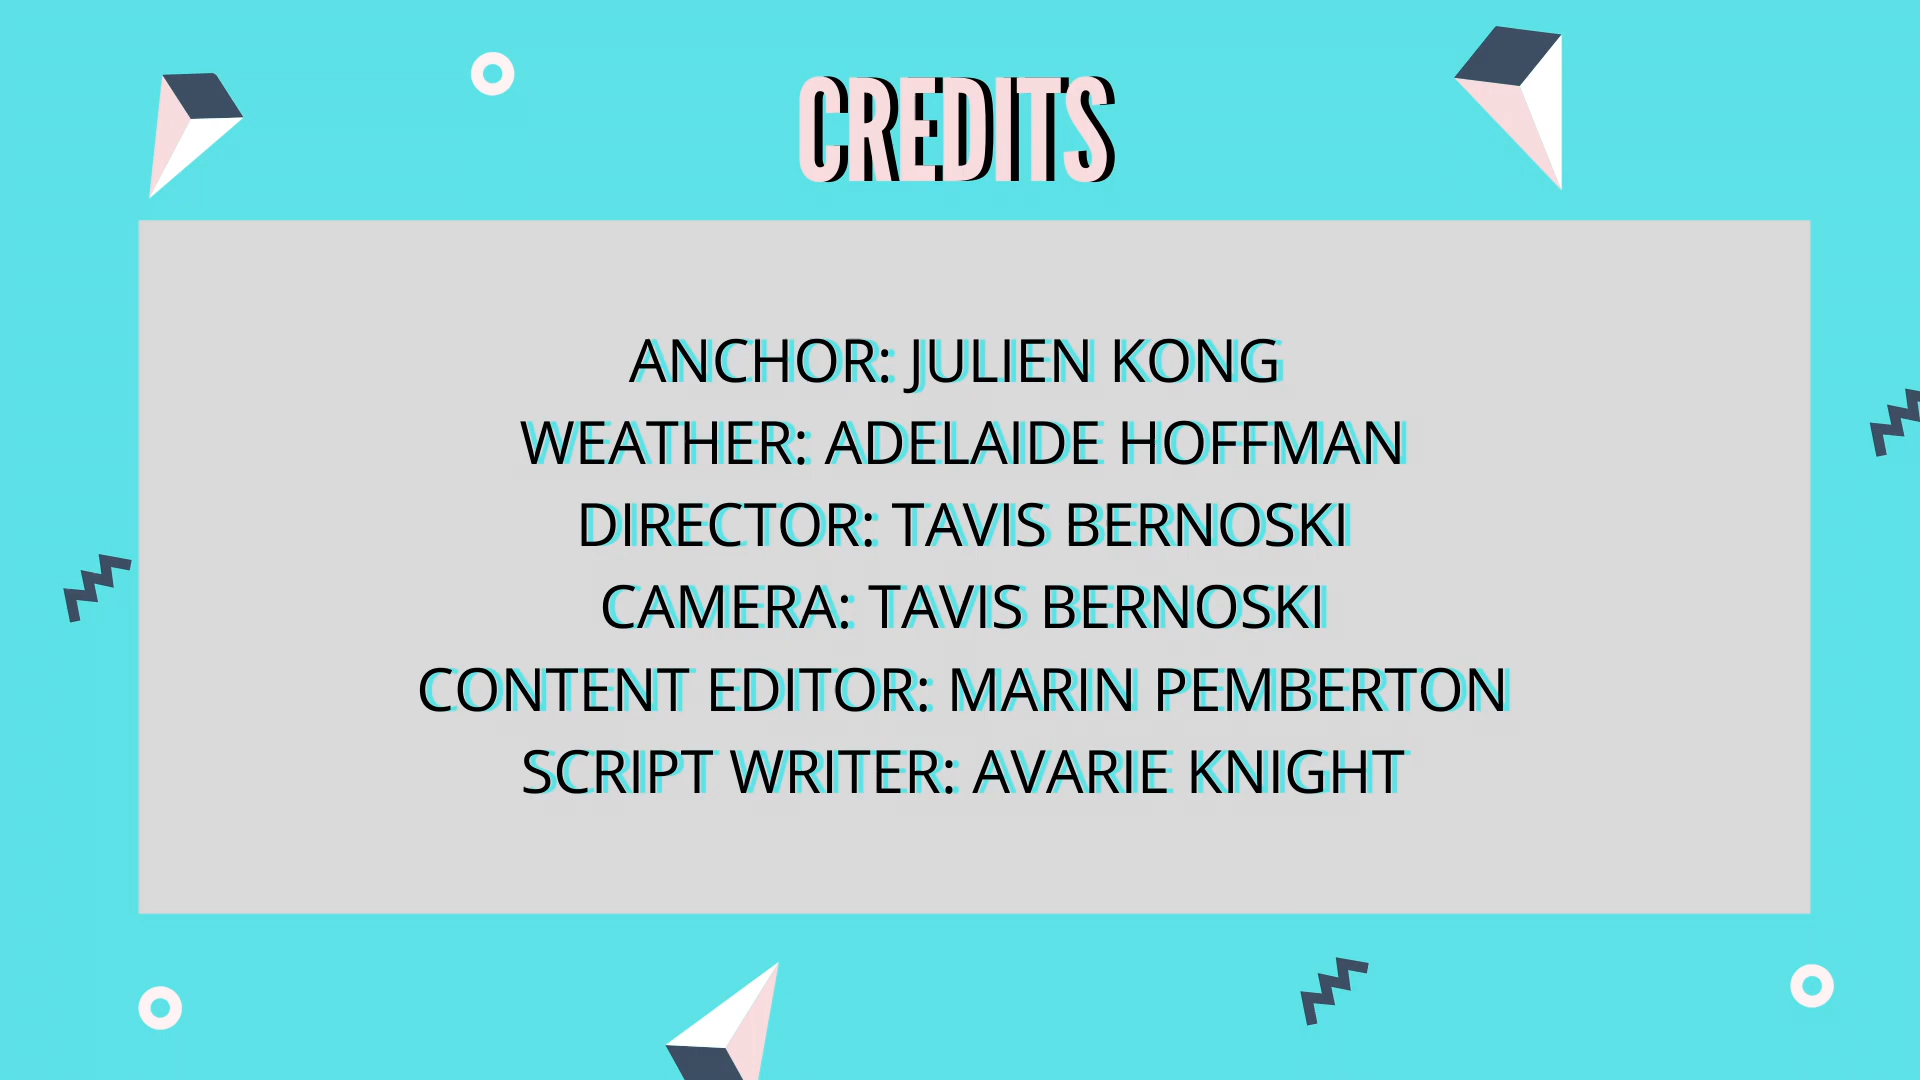 CREDITS
ANCHOR: JULIEN KONG
WEATHER: ADELAIDE HOFFMAN
DIRECTOR: TAVIS BERNOSKI
CAMERA: TAVIS BERNOSKI
CONTENT EDITOR: MARIN PEMBERTON
SCRIPT WRITER: AVARIE KNIGHT